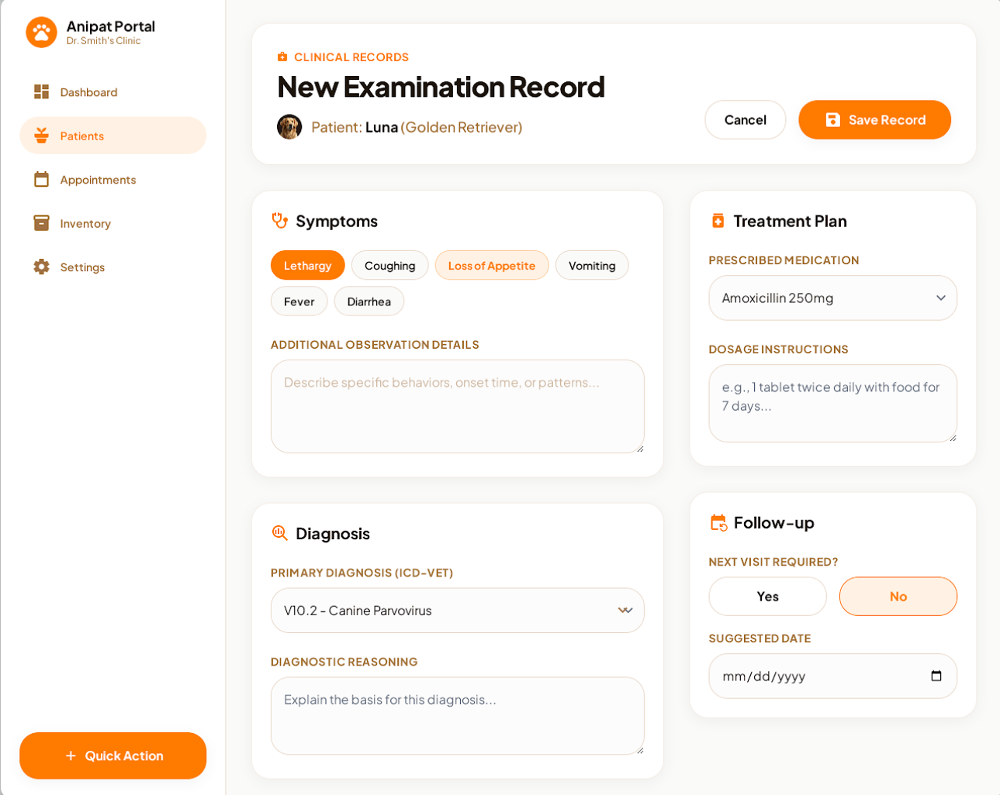 Anipat Portal
Dr. Smith's Clinic
Dashboard
Patients
Appointments
Inventory
Settings
+ Quick Action
CLINICAL RECORDS
New Examination Record
Patient: Luna (Golden Retriever)
Cancel
Save Record
Symptoms
Lethargy
Coughing
Loss of Appetite
Vomiting
Fever
Diarrhea
ADDITIONAL OBSERVATION DETAILS
Describe specific behaviors, onset time, or patterns...
Diagnosis
PRIMARY DIAGNOSIS (ICD-VET)
V10.2 - Canine Parvovirus
DIAGNOSTIC REASONING
Explain the basis for this diagnosis...
Treatment Plan
PRESCRIBED MEDICATION
Amoxicillin 250mg
DOSAGE INSTRUCTIONS
e.g., 1 tablet twice daily with food for
7 days...
Follow-up
NEXT VISIT REQUIRED?
Yes
No
SUGGESTED DATE
mm/dd/yyyy